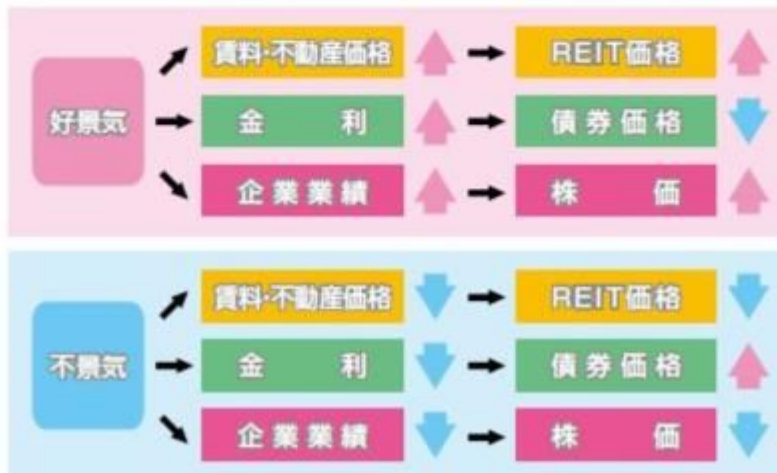 賃料・不動産価格 REIT価格
好景気 金利 債券価格
企業業績 株価
賃料・不動産価格 REIT価格
不景気 金利 債券価格
企業業績 株価